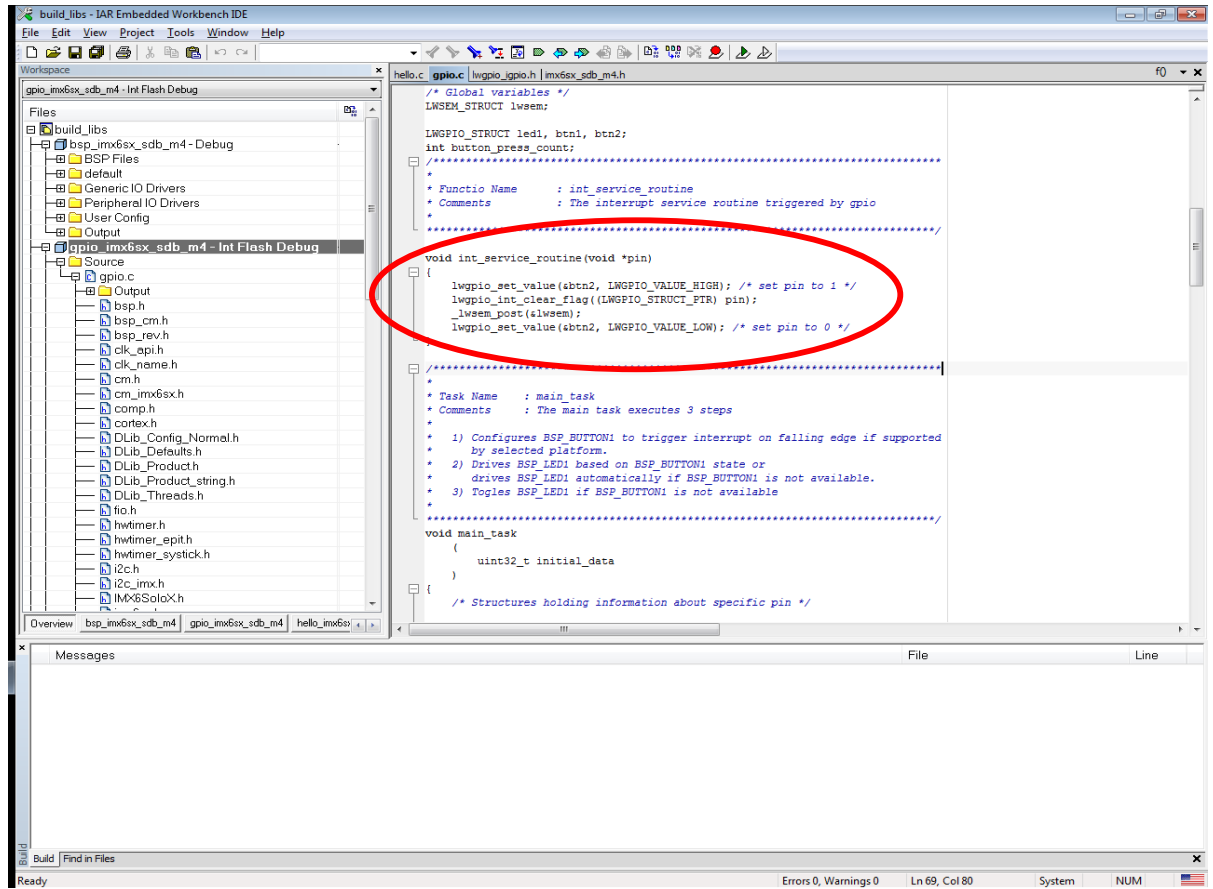 build_libs - IAR Embedded Workbench IDE
File Edit View Project Tools Window Help
Workspace
gpio_imx6sx_sdb_m4 - Int Flash Debug
Files
build_libs
bsp_imx6sx_sdb_m4 - Debug
BSP Files
default
Generic IO Drivers
Peripheral IO Drivers
User Config
Output
gpio_imx6sx_sdb_m4 - Int Flash Debug
Source
gpio.c
Output
bsp.h
bsp_cm.h
bsp_rev.h
clk_api.h
clk_name.h
cm.h
cm_imx6sx.h
comp.h
cortex.h
DLib_Config_Normal.h
DLib_Defaults.h
DLib_Product.h
DLib_Product_string.h
DLib_Threads.h
fio.h
hwtimer.h
hwtimer_epit.h
hwtimer_systick.h
i2c.h
i2c_imx.h
IMX6SoloX.h
Overview bsp_imx6sx_sdb_m4 gpio_imx6sx_sdb_m4 hello_imx6s
hello.c gpio.c lwgpio_igpio.h imx6sx_sdb_m4.h f()
/* Global variables */
LWSEM_STRUCT lwsem;
LWGPIO_STRUCT led1, btn1, btn2;
int button_press_count;
/*******************************************************************************
*
* Functio Name : int_service_routine
* Comments : The interrupt service routine triggered by gpio
*
*******************************************************************************/
void int_service_routine(void *pin)
{
lwgpio_set_value(&btn2, LWGPIO_VALUE_HIGH); /* set pin to 1 */
lwgpio_int_clear_flag((LWGPIO_STRUCT_PTR) pin);
_lwsem_post(&lwsem);
lwgpio_set_value(&btn2, LWGPIO_VALUE_LOW); /* set pin to 0 */
/*******************************************************************************
*
* Task Name : main_task
* Comments : The main task executes 3 steps
*
* 1) Configures BSP_BUTTON1 to trigger interrupt on falling edge if supported
* by selected platform.
* 2) Drives BSP_LED1 based on BSP_BUTTON1 state or
* drives BSP_LED1 automatically if BSP_BUTTON1 is not available.
* 3) Togles BSP_LED1 if BSP_BUTTON1 is not available
*
*******************************************************************************/
void main_task
(
uint32_t initial_data
)
{
/* Structures holding information about specific pin */
Messages File Line
Build
Build Find in Files
Ready Errors 0, Warnings 0 Ln 69, Col 80 System NUM